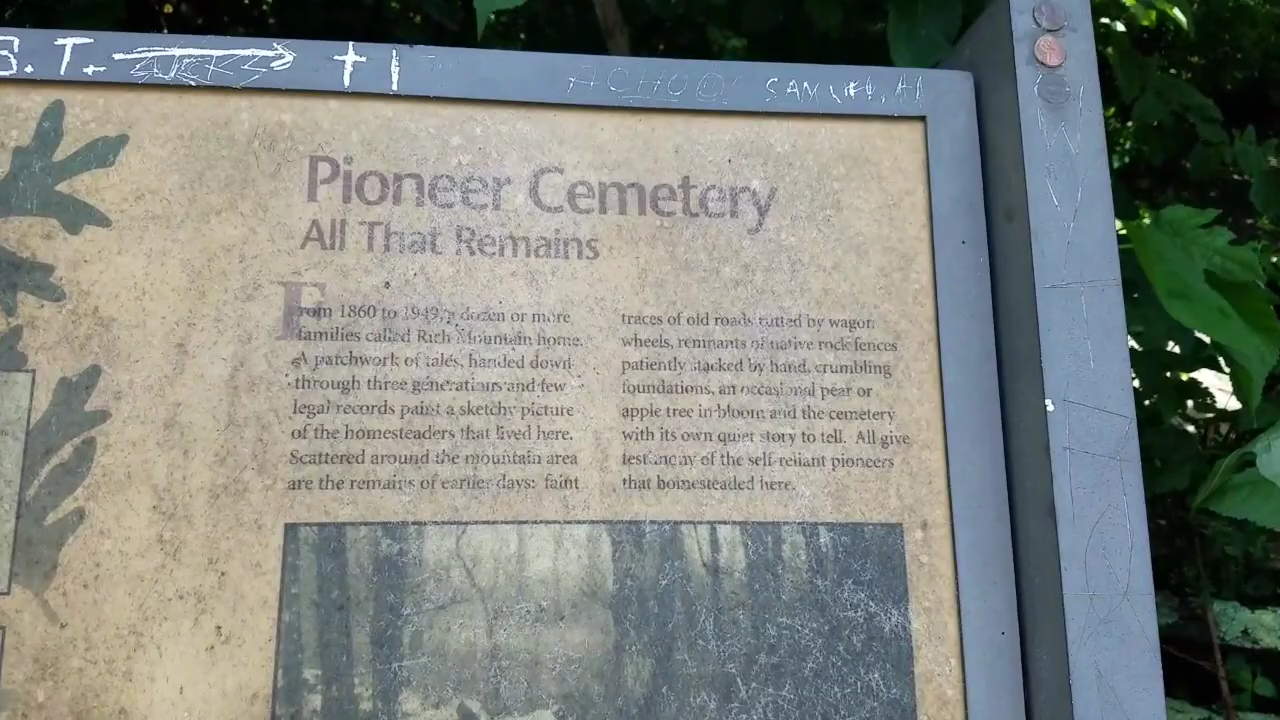 S.T. SUCKS +1 ACHOO SAMUEL.H
Pioneer Cemetery
All That Remains
From 1860 to 1949, a dozen or more
families called Rich Mountain home.
A patchwork of tales, handed down
through three generations and few
legal records paint a sketchy picture
of the homesteaders that lived here.
Scattered around the mountain area
are the remains of earlier days: faint
traces of old roads rutted by wagon
wheels, remnants of native rock fences
patiently stacked by hand, crumbling
foundations, an occasional pear or
apple tree in bloom and the cemetery
with its own quiet story to tell. All give
testimony of the self-reliant pioneers
that homesteaded here.